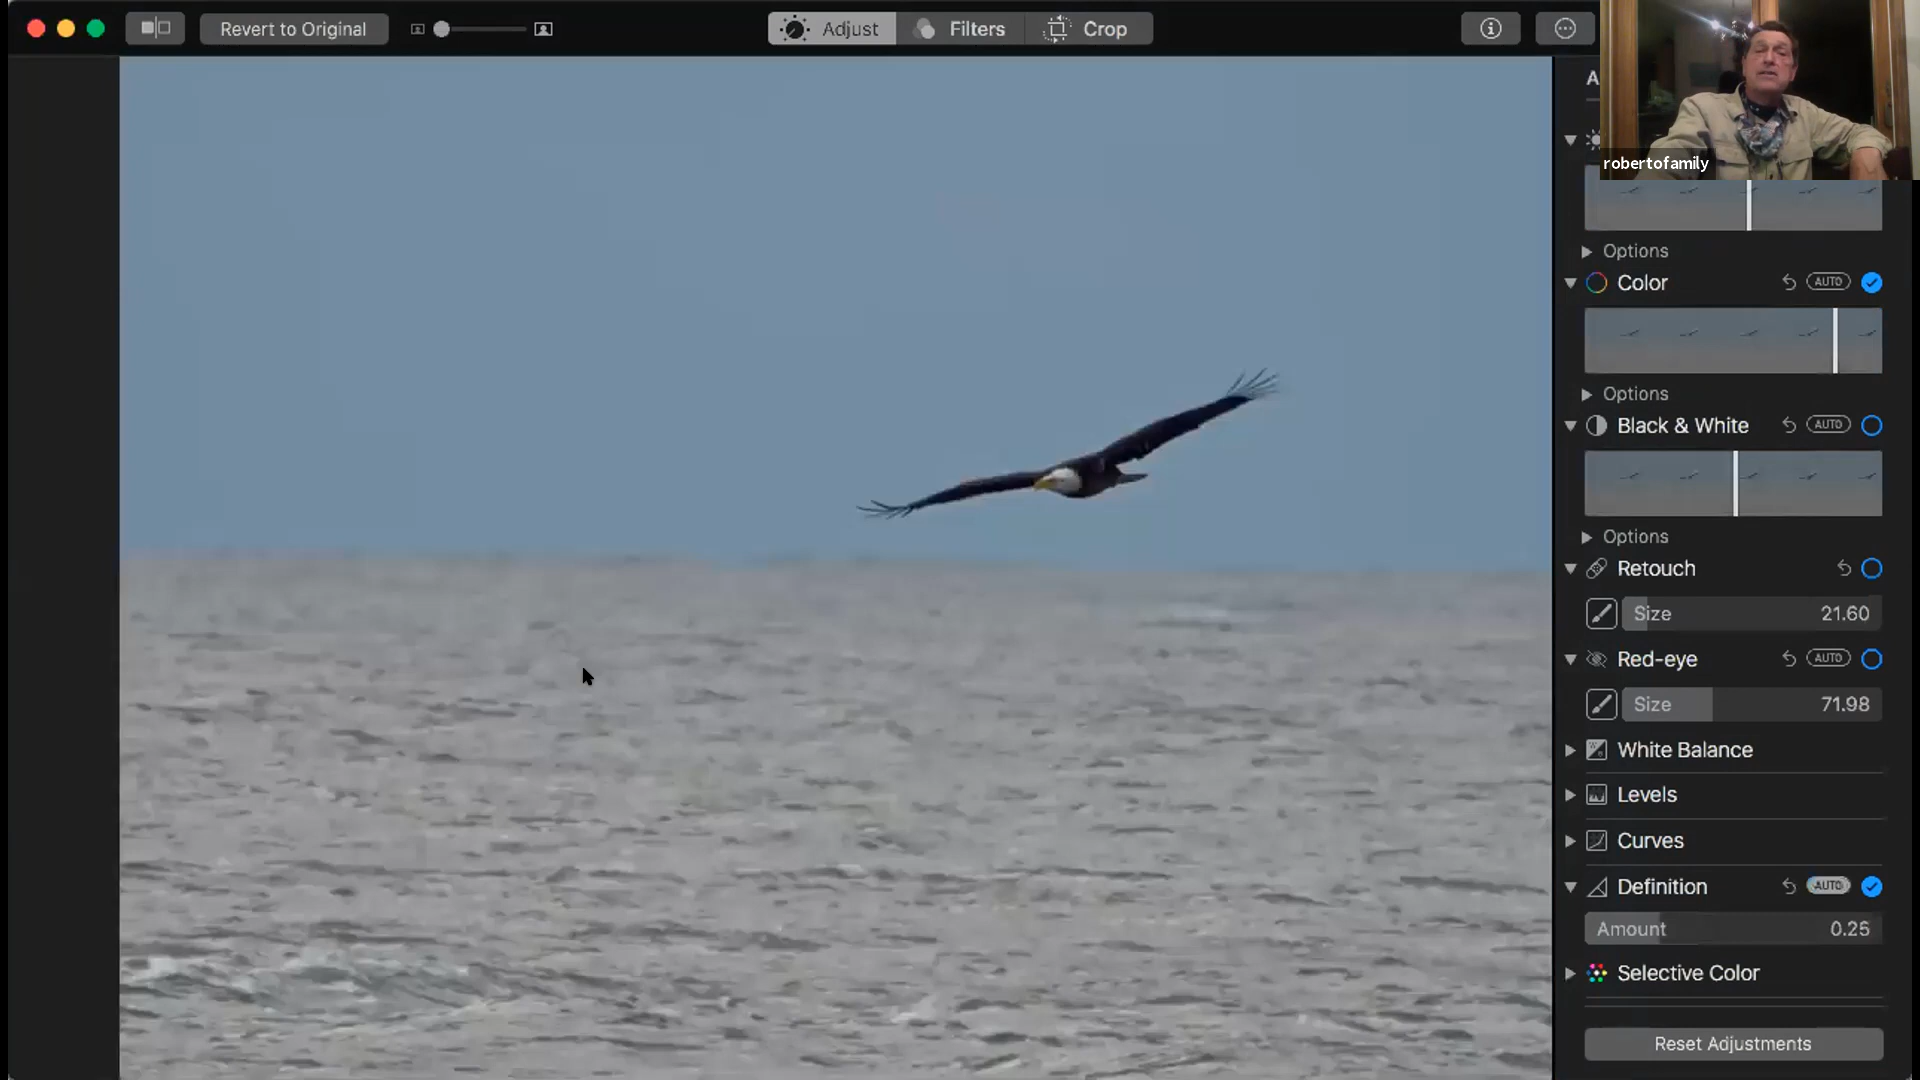 Revert to Original
Adjust
Filters
Crop
A
robertofamily
Options
Color
AUTO
Options
Black & White
AUTO
Options
Retouch
Size 21.60
Red-eye
AUTO
Size 71.98
White Balance
Levels
Curves
Definition
AUTO
Amount 0.25
Selective Color
Reset Adjustments